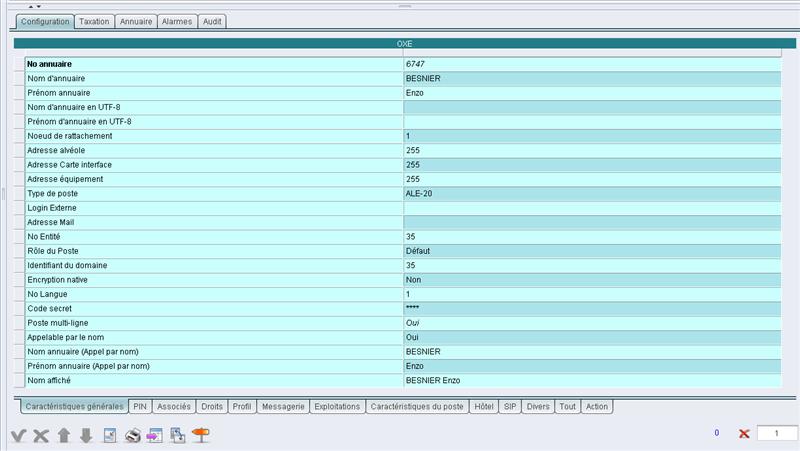 Configuration Taxation Annuaire Alarmes Audit
OXE
No annuaire 6747
Nom d'annuaire BESNIER
Prénom annuaire Enzo
Nom d'annuaire en UTF-8
Prénom d'annuaire en UTF-8
Noeud de rattachement 1
Adresse alvéole 255
Adresse Carte interface 255
Adresse équipement 255
Type de poste ALE-20
Login Externe
Adresse Mail
No Entité 35
Rôle du Poste Défaut
Identifiant du domaine 35
Encryption native Non
No Langue 1
Code secret ****
Poste multi-ligne Oui
Appelable par le nom Oui
Nom annuaire (Appel par nom) BESNIER
Prénom annuaire (Appel par nom) Enzo
Nom affiché BESNIER Enzo
Caractéristiques générales PIN Associés Droits Profil Messagerie Exploitations Caractéristiques du poste Hôtel SIP Divers Tout Action
0 1